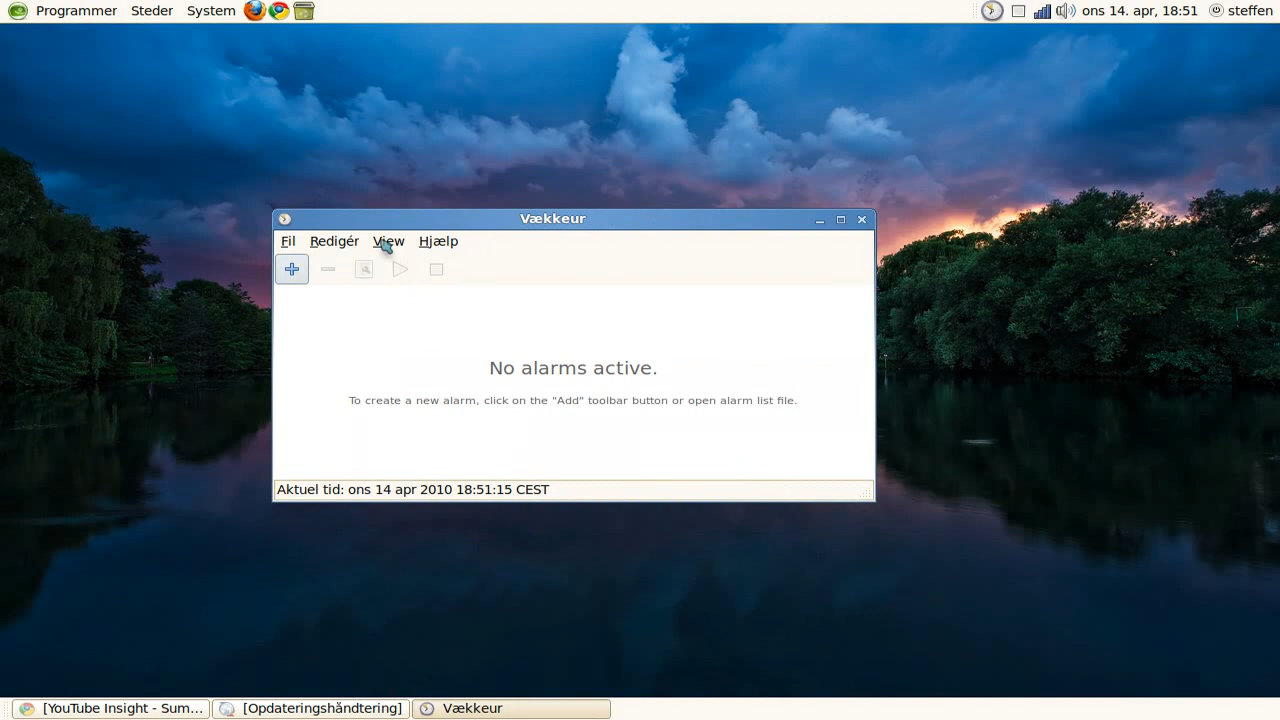 Programmer Steder System ons 14. apr, 18:51 steffen
Vækkeur
Fil Redigér View Hjælp
No alarms active.
To create a new alarm, click on the "Add" toolbar button or open alarm list file.
Aktuel tid: ons 14 apr 2010 18:51:15 CEST
[YouTube Insight - Sum... [Opdateringshåndtering] Vækkeur